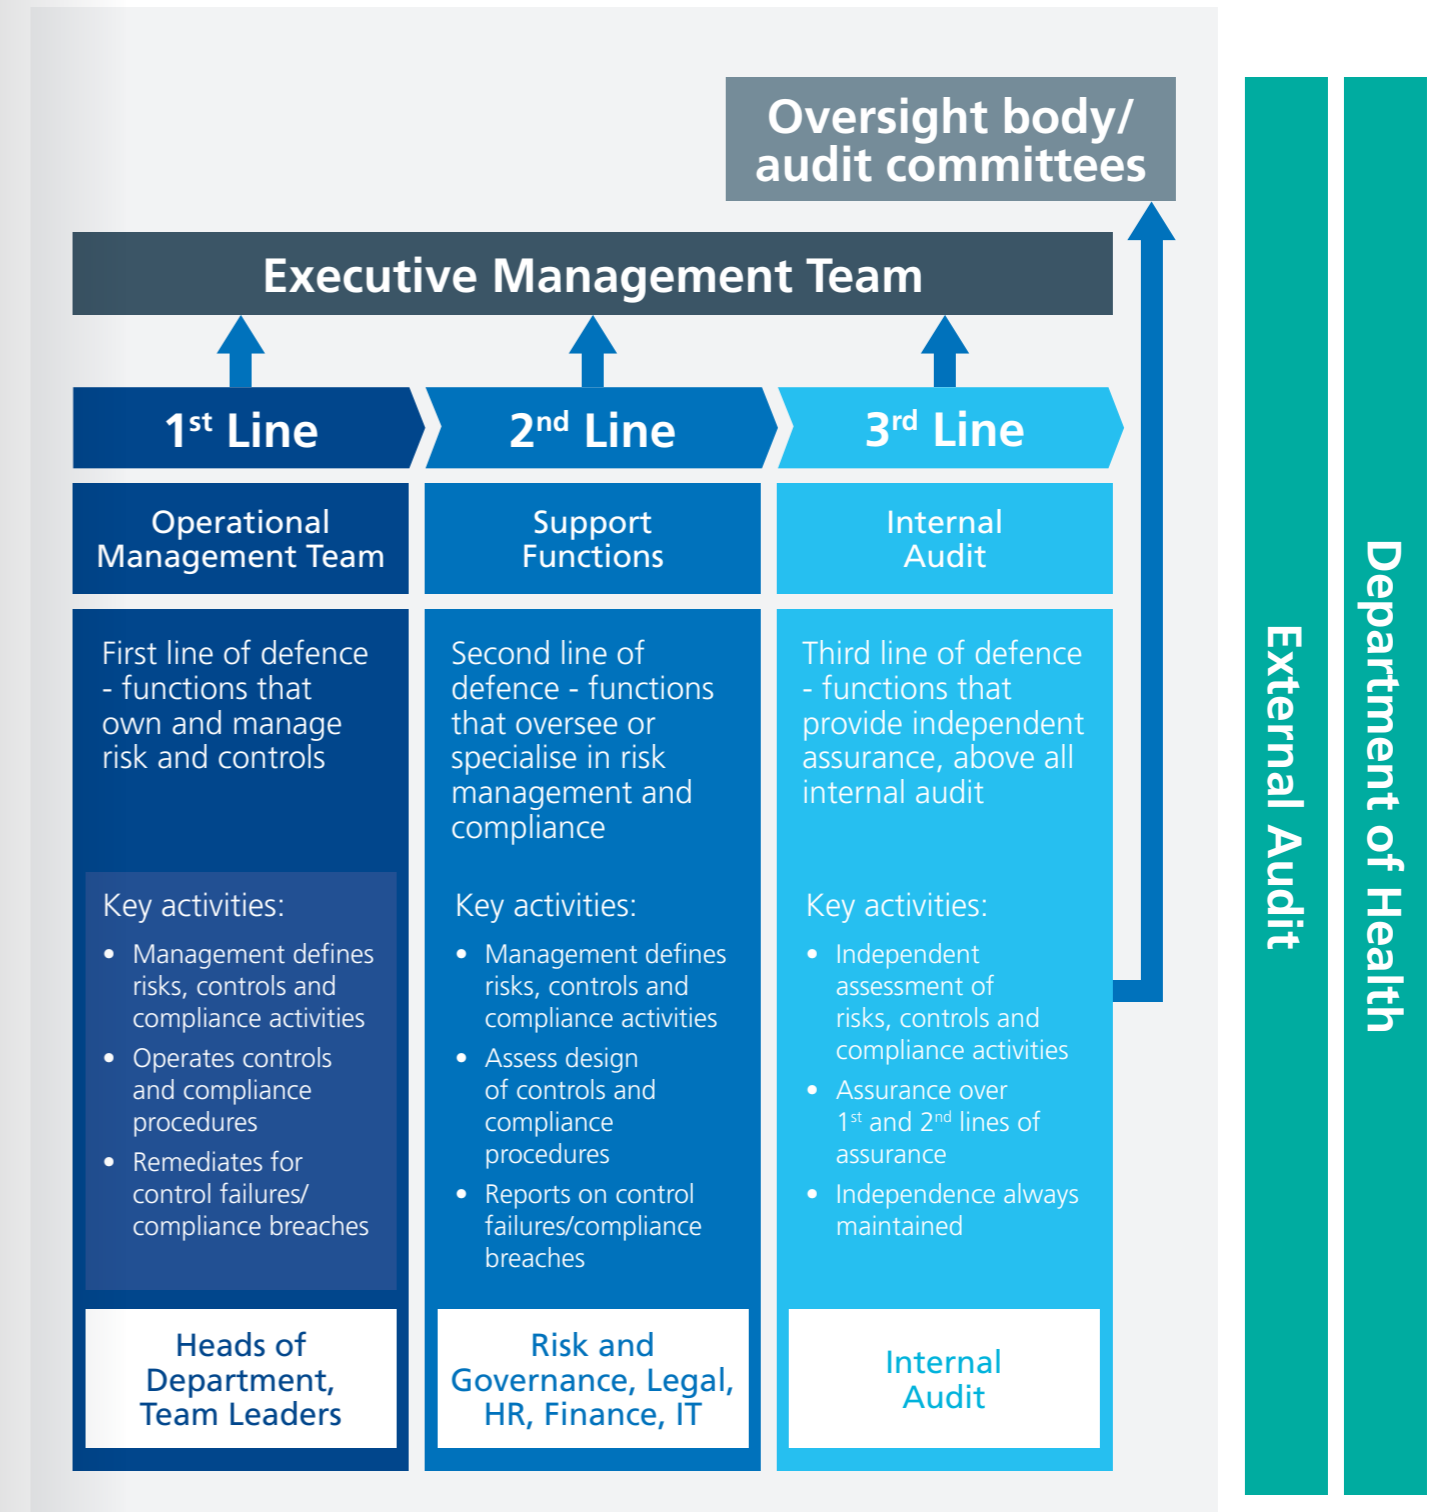 Oversight body/
audit committees
Executive Management Team
1st Line
2nd Line
3rd Line
Operational
Management Team
Support
Functions
Internal
Audit
First line of defence
- functions that
own and manage
risk and controls
Key activities:
• Management defines
risks, controls and
compliance activities
• Operates controls
and compliance
procedures
• Remediates for
control failures/
compliance breaches
Heads of
Department,
Team Leaders
Second line of
defence - functions
that oversee or
specialise in risk
management and
compliance
Key activities:
• Management defines
risks, controls and
compliance activities
• Assess design
of controls and
compliance
procedures
• Reports on control
failures/compliance
breaches
Risk and
Governance, Legal,
HR, Finance, IT
Third line of defence
- functions that
provide independent
assurance, above all
internal audit
Key activities:
• Independent
assessment of
risks, controls and
compliance activities
• Assurance over
1st and 2nd lines of
assurance
• Independence always
maintained
Internal
Audit
External Audit
Department of Health